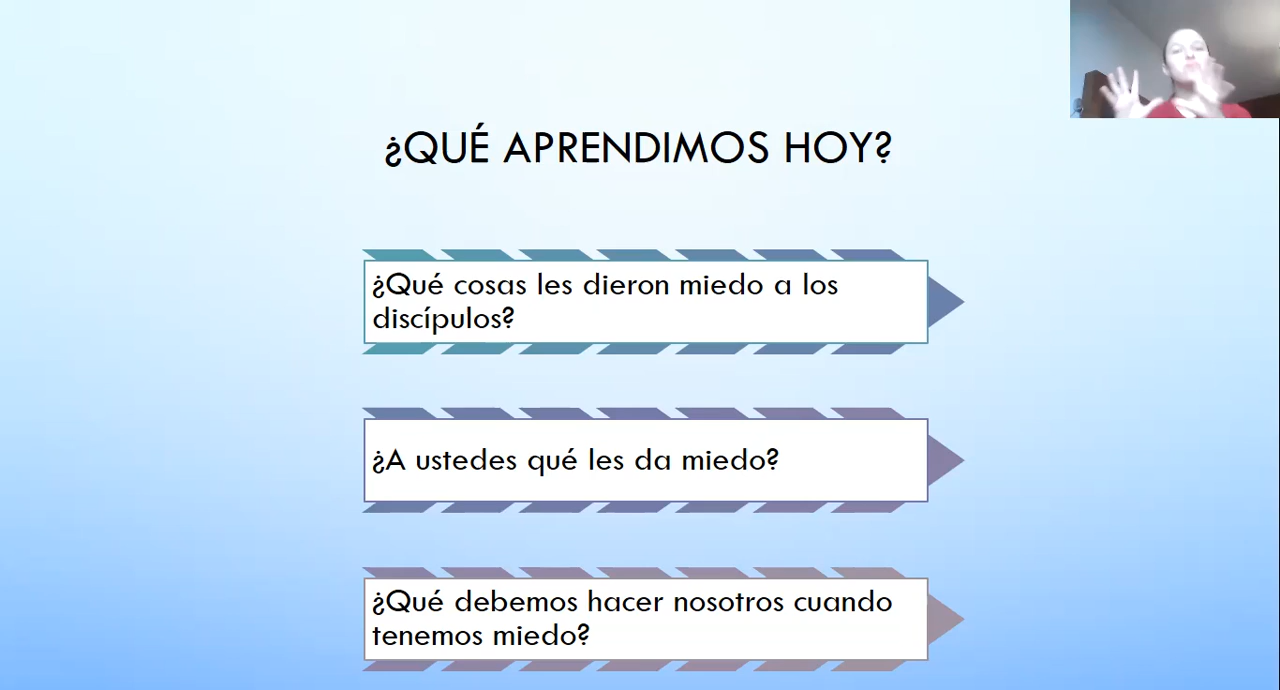 ¿QUÉ APRENDIMOS HOY?
¿Qué cosas les dieron miedo a los
discípulos?
¿A ustedes qué les da miedo?
¿Qué debemos hacer nosotros cuando
tenemos miedo?